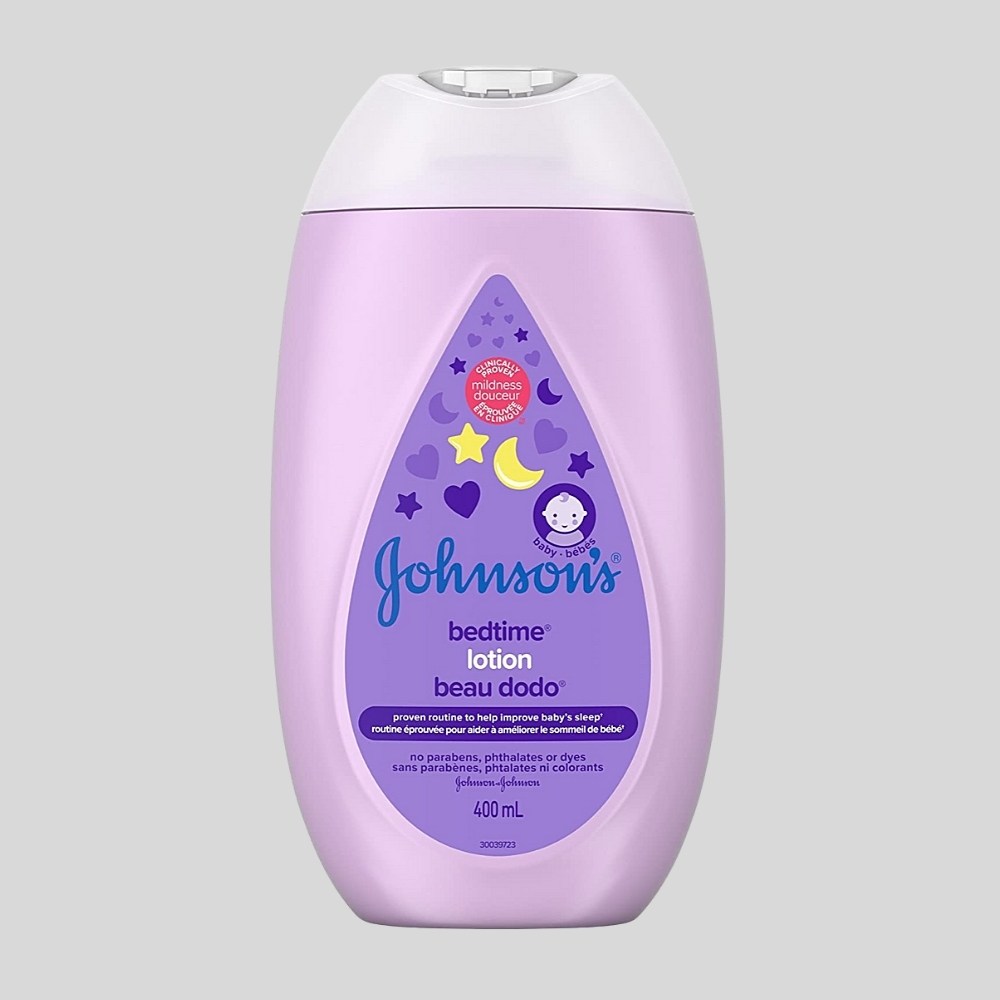 CLINICALLY
PROVEN
mildness
douceur
ÉPROUVÉE
EN CLINIQUE
baby · bébés
Johnson's®
bedtime®
lotion
beau dodo®
proven routine to help improve baby's sleep†
routine éprouvée pour aider à améliorer le sommeil de bébé†
no parabens, phthalates or dyes
sans parabènes, phtalates ni colorants
Johnson & Johnson
400 mL
30039723